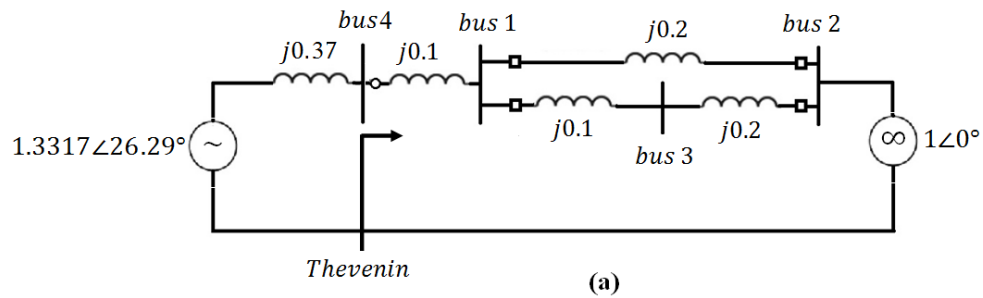 bus4
bus 1
bus 2
j0.37
j0.1
j0.2
1.3317∠26.29°
~
j0.1
j0.2
bus 3
∞
1∠0°
Thevenin
(a)